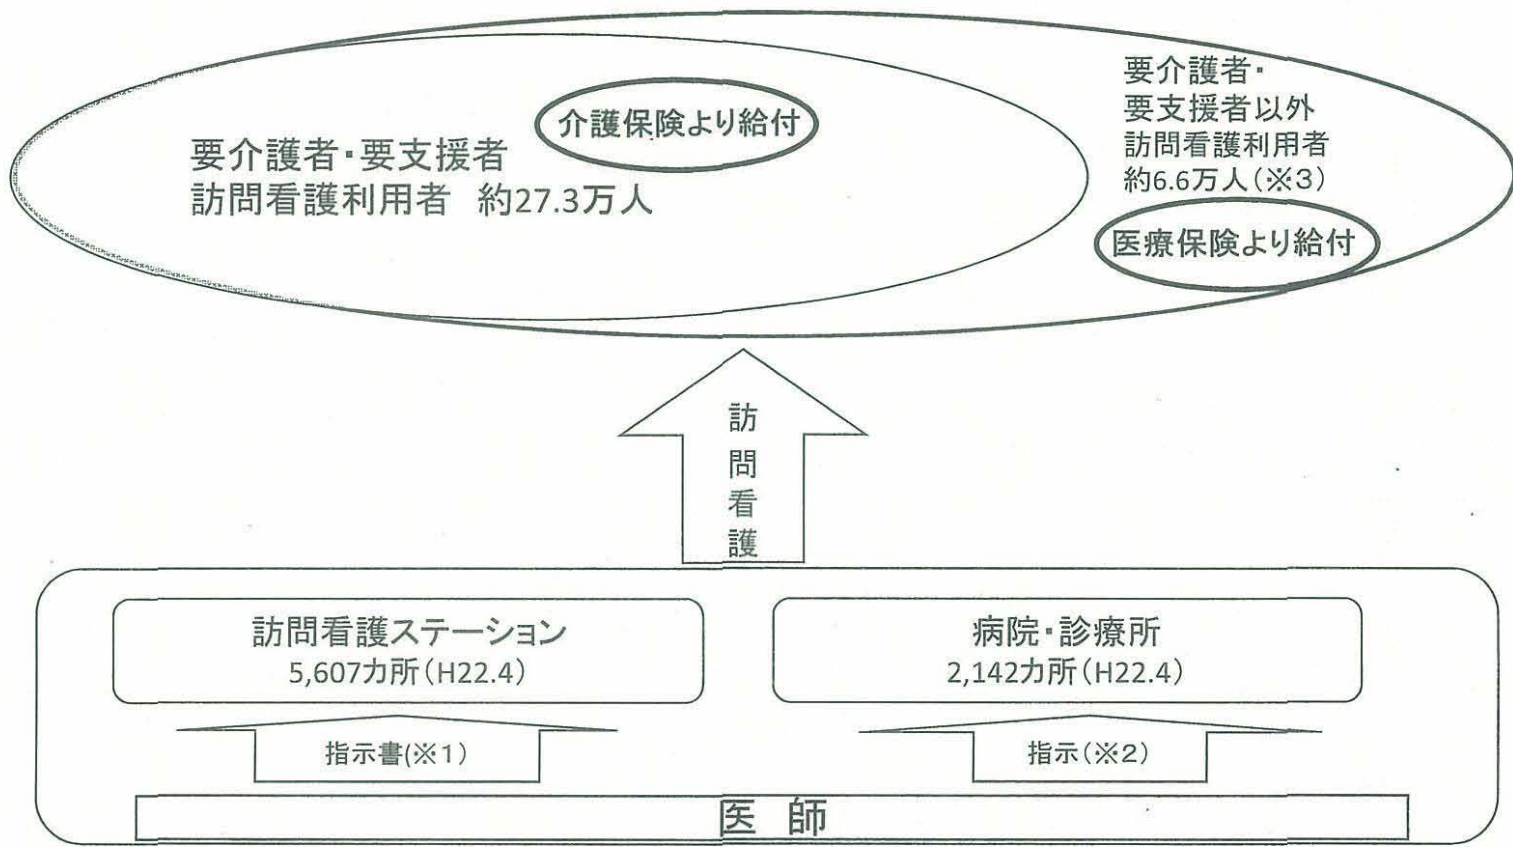 要介護者・
要支援者以外
訪問看護利用者
約6.6万人(※3)
介護保険より給付
要介護者・要支援者
訪問看護利用者　約27.3万人
医療保険より給付
訪問看護
訪問看護ステーション
5,607カ所(H22.4)
病院・診療所
2,142カ所(H22.4)
指示書(※1)
指示(※2)
医 師